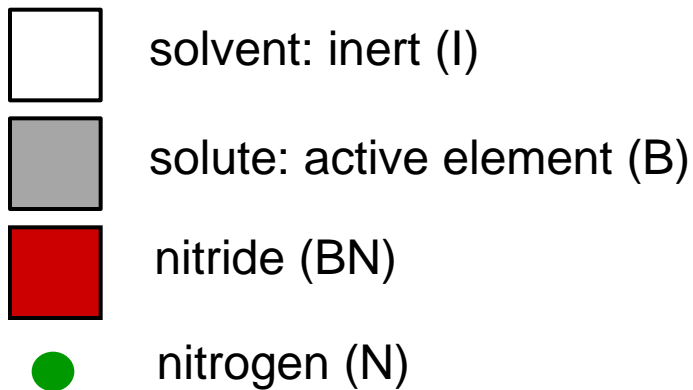 solvent: inert (I)
solute: active element (B)
nitride (BN)
nitrogen (N)